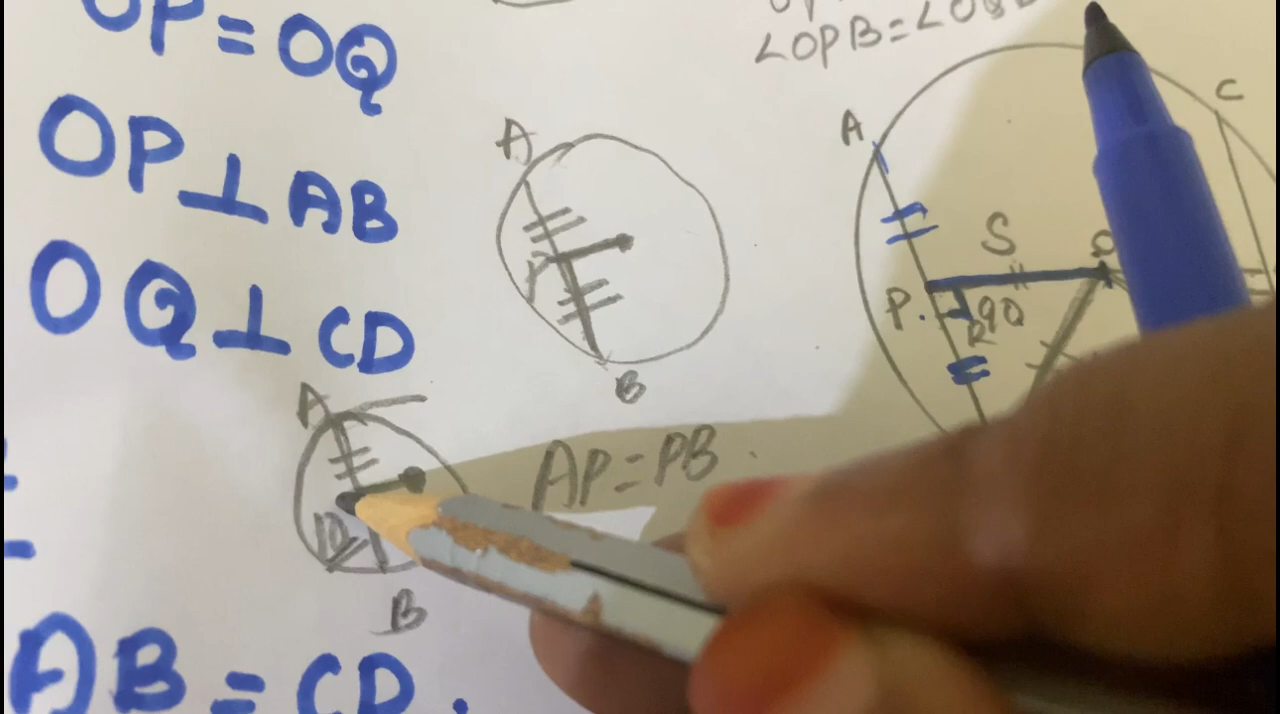 OP = OQ
OP ⊥ AB
OQ ⊥ CD
AB = CD.
∠OPB = ∠OQ
A
P
B
A
B
AP = PB.
A
C
S
O
P.
90
R